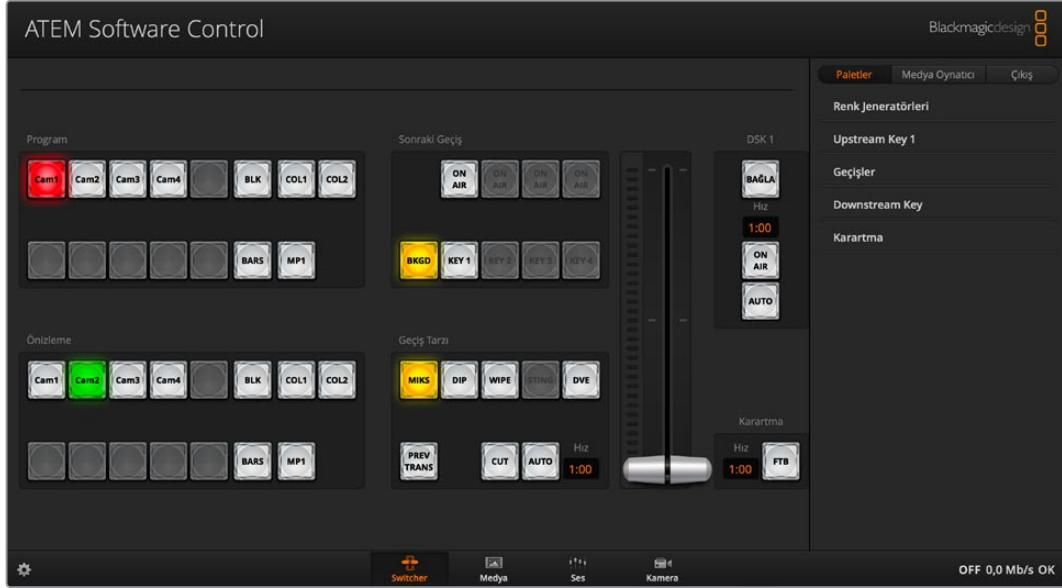 ATEM Software Control
Blackmagicdesign
Paletler Medya Oynatıcı Çıkış
Renk Jeneratörleri
Upstream Key 1
Geçişler
Downstream Key
Karartma
Program
Cam1 Cam2 Cam3 Cam4 BLK COL1 COL2
BARS MP1
Sonraki Geçiş
ON AIR ON AIR ON AIR ON AIR
BKGD KEY 1 KEY 2 KEY 3 KEY 4
DSK 1
BAĞLA
Hız
1:00
ON AIR
AUTO
Önizleme
Cam1 Cam2 Cam3 Cam4 BLK COL1 COL2
BARS MP1
Geçiş Tarzı
MIKS DIP WIPE STING DVE
PREV TRANS CUT AUTO
Hız
1:00
Karartma
Hız
1:00
FTB
Switcher Medya Ses Kamera
OFF 0,0 Mb/s OK